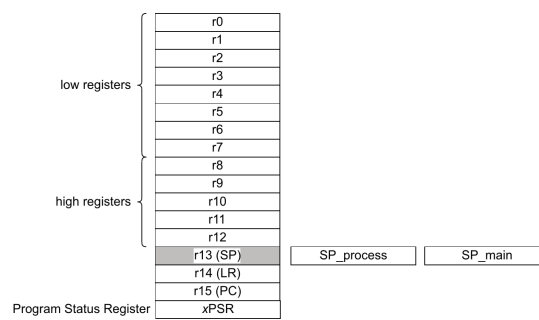 r0
r1
r2
r3
low registers
r4
r5
r6
r7
r8
r9
high registers
r10
r11
r12
r13 (SP) SP_process SP_main
r14 (LR)
r15 (PC)
Program Status Register xPSR